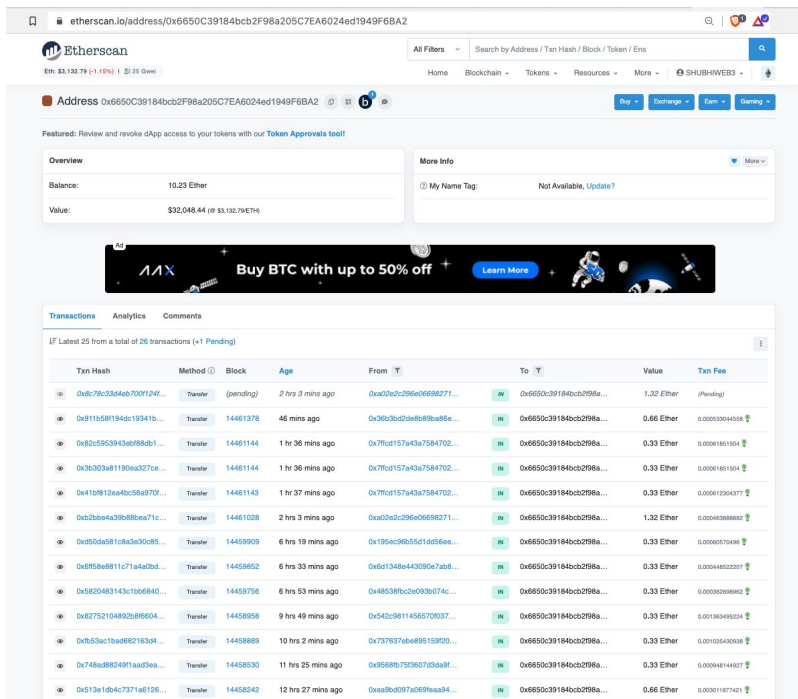 etherscan.io/address/0x6650C39184bcb2F98a205C7EA6024ed1949F6BA2
Etherscan
All Filters
Search by Address / Txn Hash / Block / Token / Ens
Eth: $3,132.79 (-1.15%) | 25 Gwei
Home Blockchain Tokens Resources More SHUBHIWEB3
Address 0x6650C39184bcb2F98a205C7EA6024ed1949F6BA2
Buy Exchange Earn Gaming
Featured: Review and revoke dApp access to your tokens with our Token Approvals tool!
Overview
Balance: 10.23 Ether
Value: $32,048.44 (@ $3,132.79/ETH)
More Info More
My Name Tag: Not Available, Update?
Ad
AAX Buy BTC with up to 50% off Learn More
Transactions Analytics Comments
Latest 25 from a total of 26 transactions (+1 Pending)
Txn Hash Method Block Age From To Value Txn Fee
0x8c78c33d4eb700f124f... Transfer (pending) 2 hrs 3 mins ago 0xa02e2c296e06698271... IN 0x6650c39184bcb2f98a... 1.32 Ether (Pending)
0x911b58f194dc19341b... Transfer 14461378 46 mins ago 0x36b3bd2de8b89ba86e... IN 0x6650c39184bcb2f98a... 0.66 Ether 0.000533044558
0x82c5953943ebf88db1... Transfer 14461144 1 hr 36 mins ago 0x7ffcd157a43a7584702... IN 0x6650c39184bcb2f98a... 0.33 Ether 0.00061851504
0x3b303a81190ea327ce... Transfer 14461144 1 hr 36 mins ago 0x7ffcd157a43a7584702... IN 0x6650c39184bcb2f98a... 0.33 Ether 0.00061851504
0x41bf812ea4bc58a970f... Transfer 14461143 1 hr 37 mins ago 0x7ffcd157a43a7584702... IN 0x6650c39184bcb2f98a... 0.33 Ether 0.000612304377
0xb2bbe4a39b88bea71c... Transfer 14461028 2 hrs 3 mins ago 0xa02e2c296e06698271... IN 0x6650c39184bcb2f98a... 1.32 Ether 0.000463688882
0xd50da581c8a3e30c85... Transfer 14459909 6 hrs 19 mins ago 0x195ec96b55d1dd56ee... IN 0x6650c39184bcb2f98a... 0.33 Ether 0.00080570496
0x6ff58e8811c71a4a0bd... Transfer 14459852 6 hrs 33 mins ago 0x6d1348e443090e7ab8... IN 0x6650c39184bcb2f98a... 0.33 Ether 0.000448522207
0x5820483143c1bb6840... Transfer 14459756 6 hrs 53 mins ago 0x48538fbc2e093b074c... IN 0x6650c39184bcb2f98a... 0.33 Ether 0.000382898962
0x82752104892b8f6604... Transfer 14458958 9 hrs 49 mins ago 0x542c9811456570f037... IN 0x6650c39184bcb2f98a... 0.33 Ether 0.001363495224
0xfb53ac1bad682163d4... Transfer 14458889 10 hrs 2 mins ago 0x737637ebe895159f20... IN 0x6650c39184bcb2f98a... 0.33 Ether 0.001035430938
0x748ad88249f1aad3ea... Transfer 14458530 11 hrs 25 mins ago 0x9568fb75f3607d3da9f... IN 0x6650c39184bcb2f98a... 0.33 Ether 0.000948144927
0x513e1db4c7371a6126... Transfer 14458242 12 hrs 27 mins ago 0xea9bd097a069feaa94... IN 0x6650c39184bcb2f98a... 0.66 Ether 0.000311677421